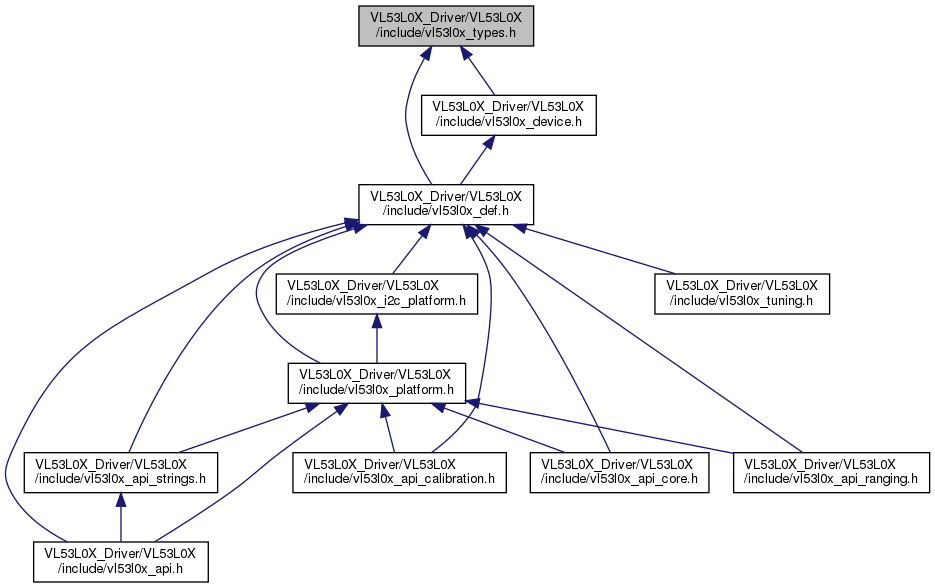 VL53L0X_Driver/VL53L0X
/include/vl53l0x_types.h
VL53L0X_Driver/VL53L0X
/include/vl53l0x_device.h
VL53L0X_Driver/VL53L0X
/include/vl53l0x_def.h
VL53L0X_Driver/VL53L0X
/include/vl53l0x_i2c_platform.h
VL53L0X_Driver/VL53L0X
/include/vl53l0x_tuning.h
VL53L0X_Driver/VL53L0X
/include/vl53l0x_platform.h
VL53L0X_Driver/VL53L0X
/include/vl53l0x_api_strings.h
VL53L0X_Driver/VL53L0X
/include/vl53l0x_api_calibration.h
VL53L0X_Driver/VL53L0X
/include/vl53l0x_api_core.h
VL53L0X_Driver/VL53L0X
/include/vl53l0x_api_ranging.h
VL53L0X_Driver/VL53L0X
/include/vl53l0x_api.h